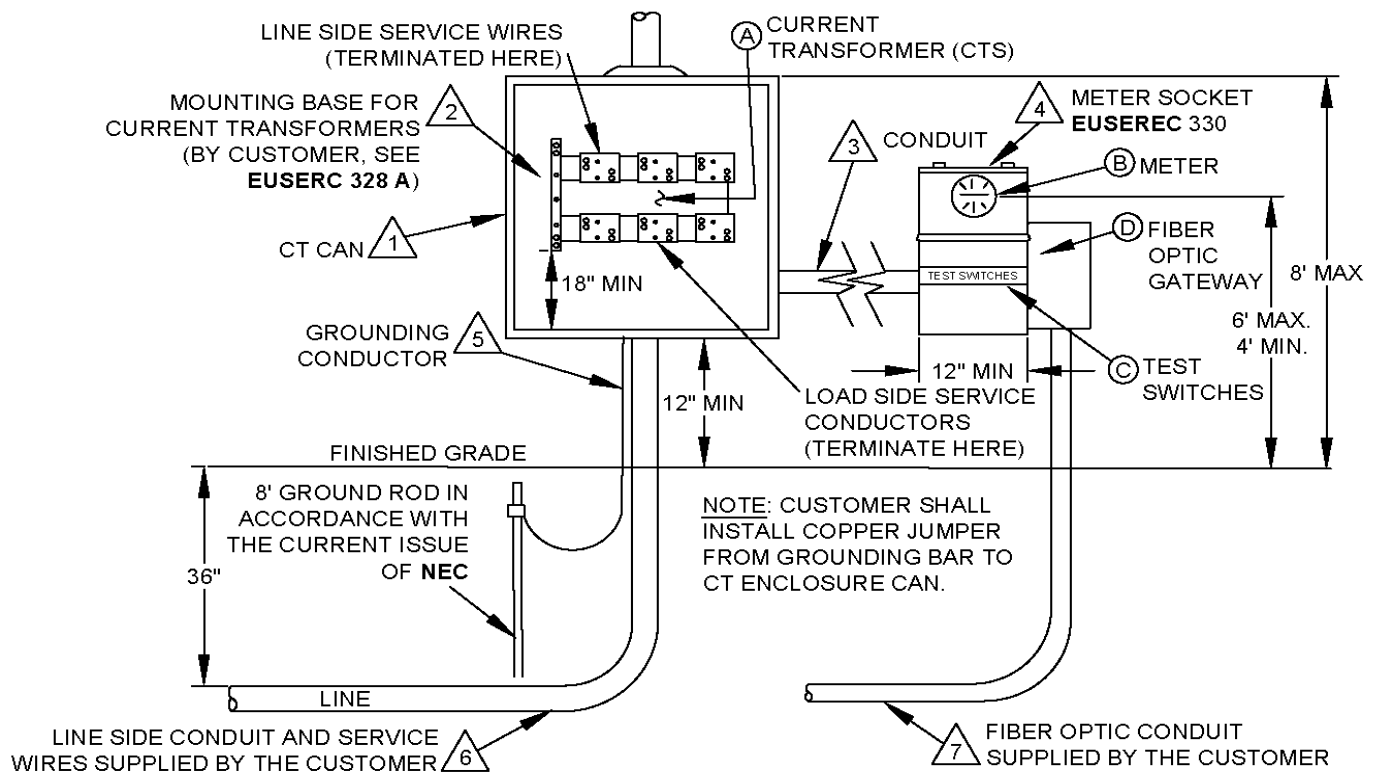 LINE SIDE SERVICE WIRES
(TERMINATED HERE)
A
CURRENT
TRANSFORMER (CTS)
MOUNTING BASE FOR
CURRENT TRANSFORMERS
(BY CUSTOMER, SEE
EUSERC 328 A)
2
3
CONDUIT
4
METER SOCKET
EUSEREC 330
B
METER
CT CAN
1
D
FIBER
OPTIC
GATEWAY
TEST SWITCHES
18" MIN
8' MAX
6' MAX.
4' MIN.
GROUNDING
CONDUCTOR
5
12" MIN
12" MIN
C
TEST
SWITCHES
LOAD SIDE SERVICE
CONDUCTORS
(TERMINATE HERE)
FINISHED GRADE
8' GROUND ROD IN
ACCORDANCE WITH
THE CURRENT ISSUE
OF NEC
36"
NOTE: CUSTOMER SHALL
INSTALL COPPER JUMPER
FROM GROUNDING BAR TO
CT ENCLOSURE CAN.
LINE
LINE SIDE CONDUIT AND SERVICE
WIRES SUPPLIED BY THE CUSTOMER
6
7
FIBER OPTIC CONDUIT
SUPPLIED BY THE CUSTOMER